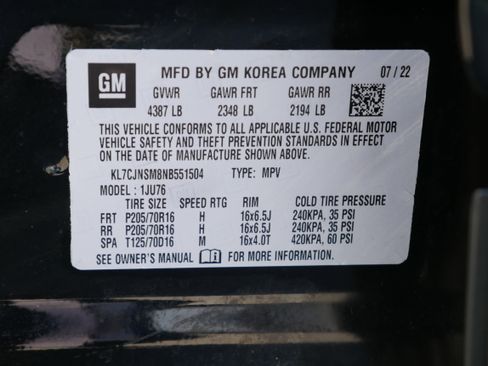 GM
MFD BY GM KOREA COMPANY 07 / 22
GVWR GAWR FRT GAWR RR
4387 LB 2348 LB 2194 LB
THIS VEHICLE CONFORMS TO ALL APPLICABLE U.S. FEDERAL MOTOR
VEHICLE SAFETY AND THEFT PREVENTION STANDARDS IN EFFECT
ON THE DATE OF MANUFACTURE SHOWN ABOVE.
KL7CJNSM8NB551504 TYPE: MPV
MODEL : 1JU76
TIRE SIZE SPEED RTG RIM COLD TIRE PRESSURE
FRT P205/70R16 H 16x6.5J 240KPA, 35 PSI
RR P205/70R16 H 16x6.5J 240KPA, 35 PSI
SPA T125/70D16 M 16x4.0T 420KPA, 60 PSI
SEE OWNER'S MANUAL FOR MORE INFORMATION.